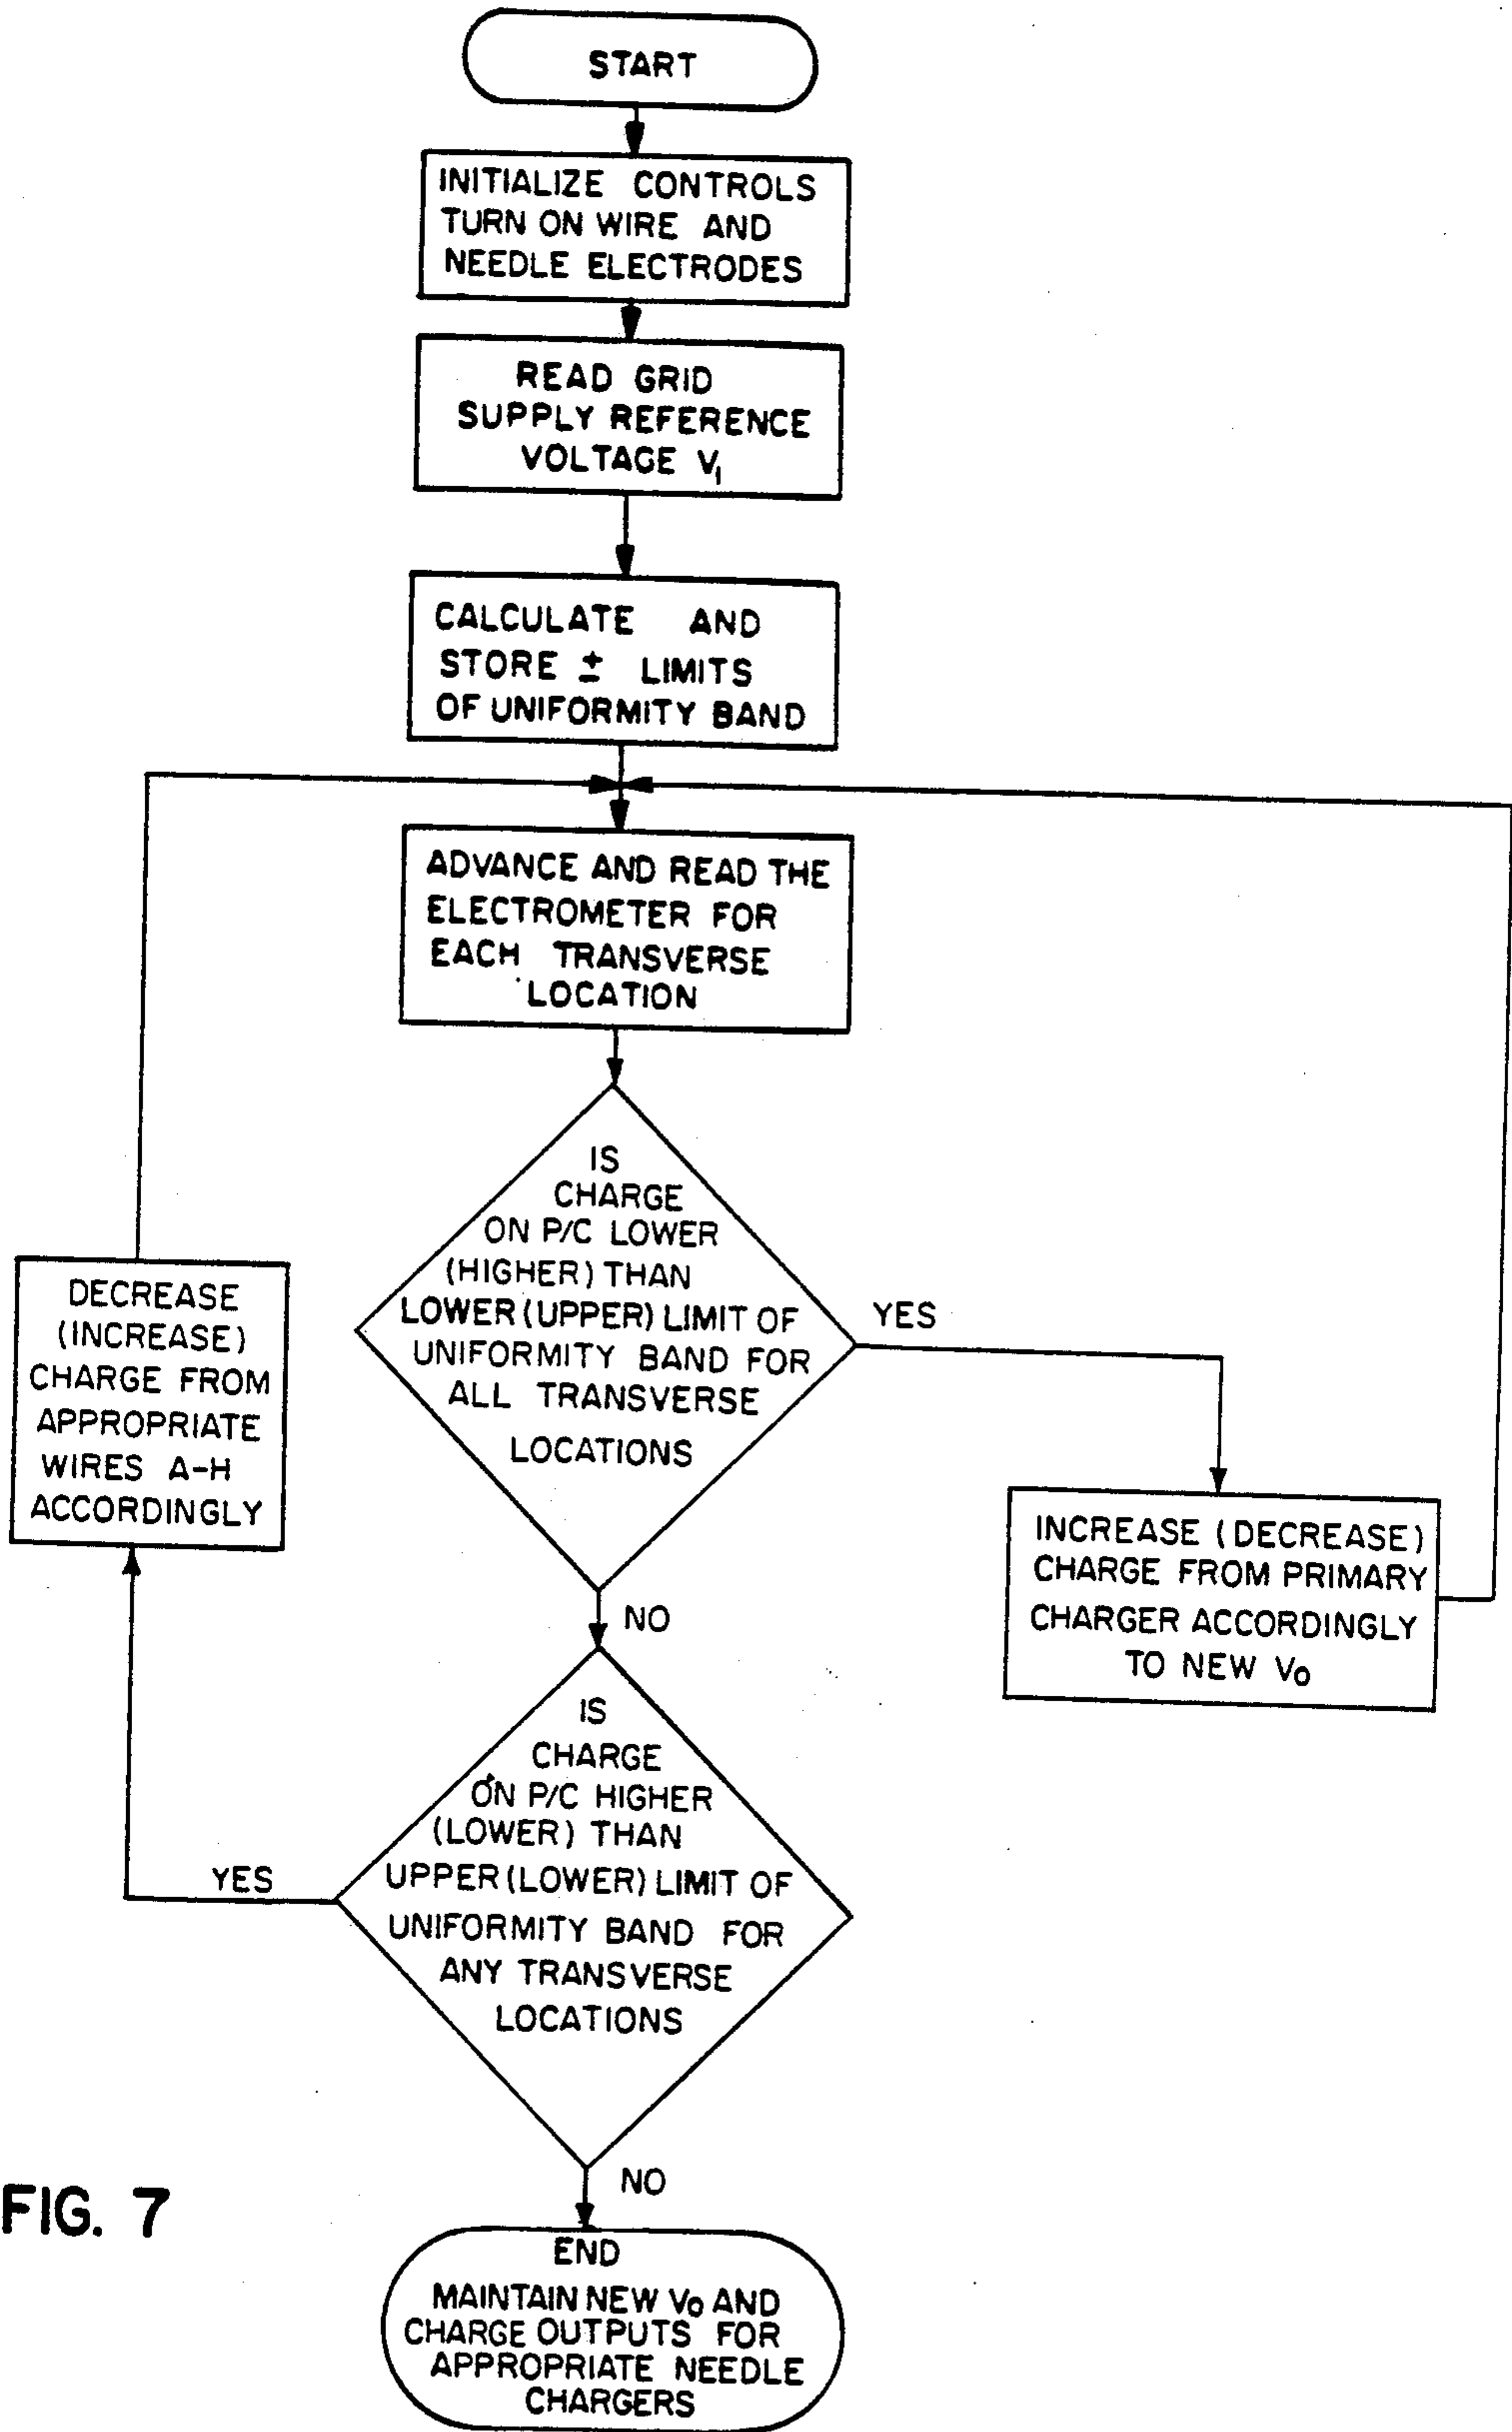 START
INITIALIZE CONTROLS
TURN ON WIRE AND
NEEDLE ELECTRODES
READ GRID
SUPPLY REFERENCE
VOLTAGE V1
CALCULATE AND
STORE ± LIMITS
OF UNIFORMITY BAND
ADVANCE AND READ THE
ELECTROMETER FOR
EACH TRANSVERSE
LOCATION
IS
CHARGE
ON P/C LOWER
(HIGHER) THAN
LOWER (UPPER) LIMIT OF
UNIFORMITY BAND FOR
ALL TRANSVERSE
LOCATIONS
YES
INCREASE (DECREASE)
CHARGE FROM PRIMARY
CHARGER ACCORDINGLY
TO NEW Vo
NO
IS
CHARGE
ON P/C HIGHER
(LOWER) THAN
UPPER (LOWER) LIMIT OF
UNIFORMITY BAND FOR
ANY TRANSVERSE
LOCATIONS
YES
DECREASE
(INCREASE)
CHARGE FROM
APPROPRIATE
WIRES A-H
ACCORDINGLY
NO
END
MAINTAIN NEW Vo AND
CHARGE OUTPUTS FOR
APPROPRIATE NEEDLE
CHARGERS
FIG. 7